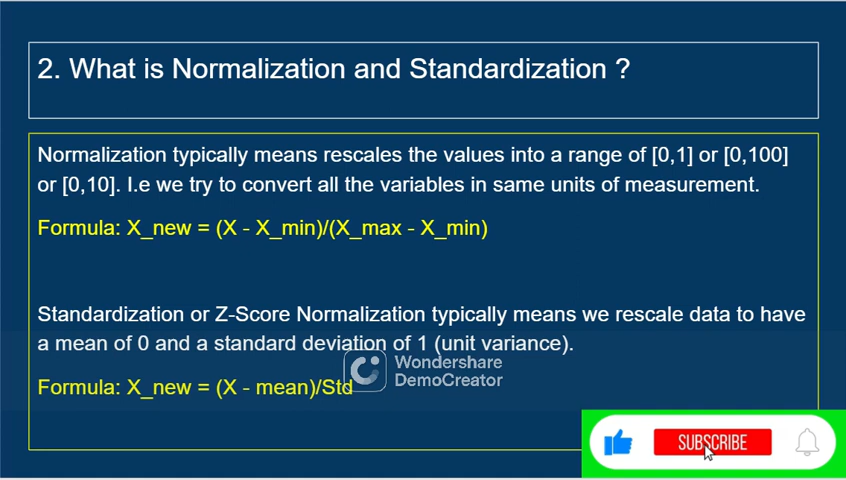 2. What is Normalization and Standardization ?
Normalization typically means rescales the values into a range of [0,1] or [0,100]
or [0,10]. I.e we try to convert all the variables in same units of measurement.
Formula: X_new = (X - X_min)/(X_max - X_min)
Standardization or Z-Score Normalization typically means we rescale data to have
a mean of 0 and a standard deviation of 1 (unit variance).
Formula: X_new = (X - mean)/Std
Wondershare
DemoCreator
SUBSCRIBE